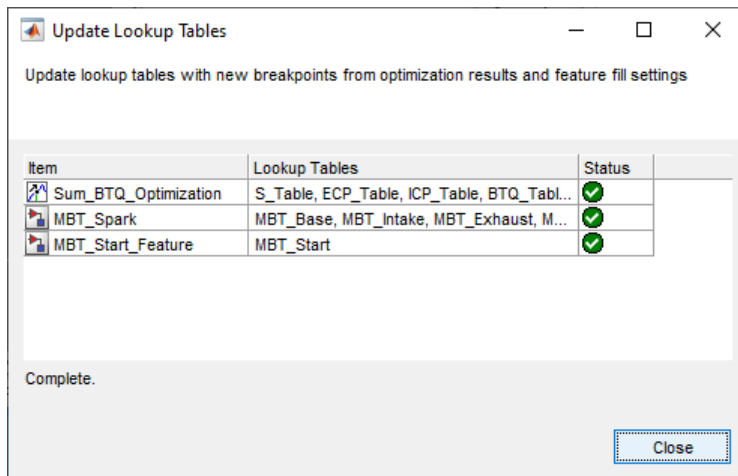 Update Lookup Tables
Update lookup tables with new breakpoints from optimization results and feature fill settings
Item Lookup Tables Status
Sum_BTQ_Optimization S_Table, ECP_Table, ICP_Table, BTQ_Tabl...
MBT_Spark MBT_Base, MBT_Intake, MBT_Exhaust, M...
MBT_Start_Feature MBT_Start
Complete.
Close